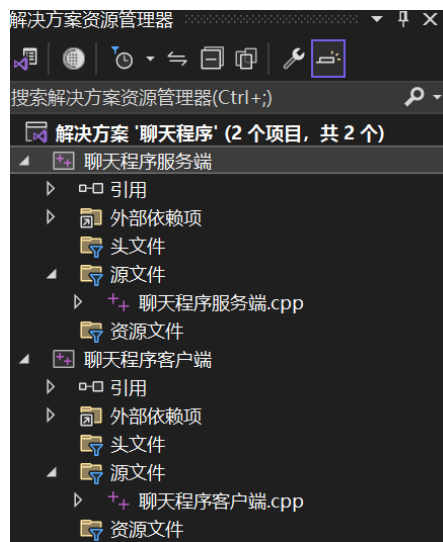 解决方案资源管理器
搜索解决方案资源管理器(Ctrl+;)
解决方案 '聊天程序' (2 个项目，共 2 个)
聊天程序服务端
引用
外部依赖项
头文件
源文件
聊天程序服务端.cpp
资源文件
聊天程序客户端
引用
外部依赖项
头文件
源文件
聊天程序客户端.cpp
资源文件